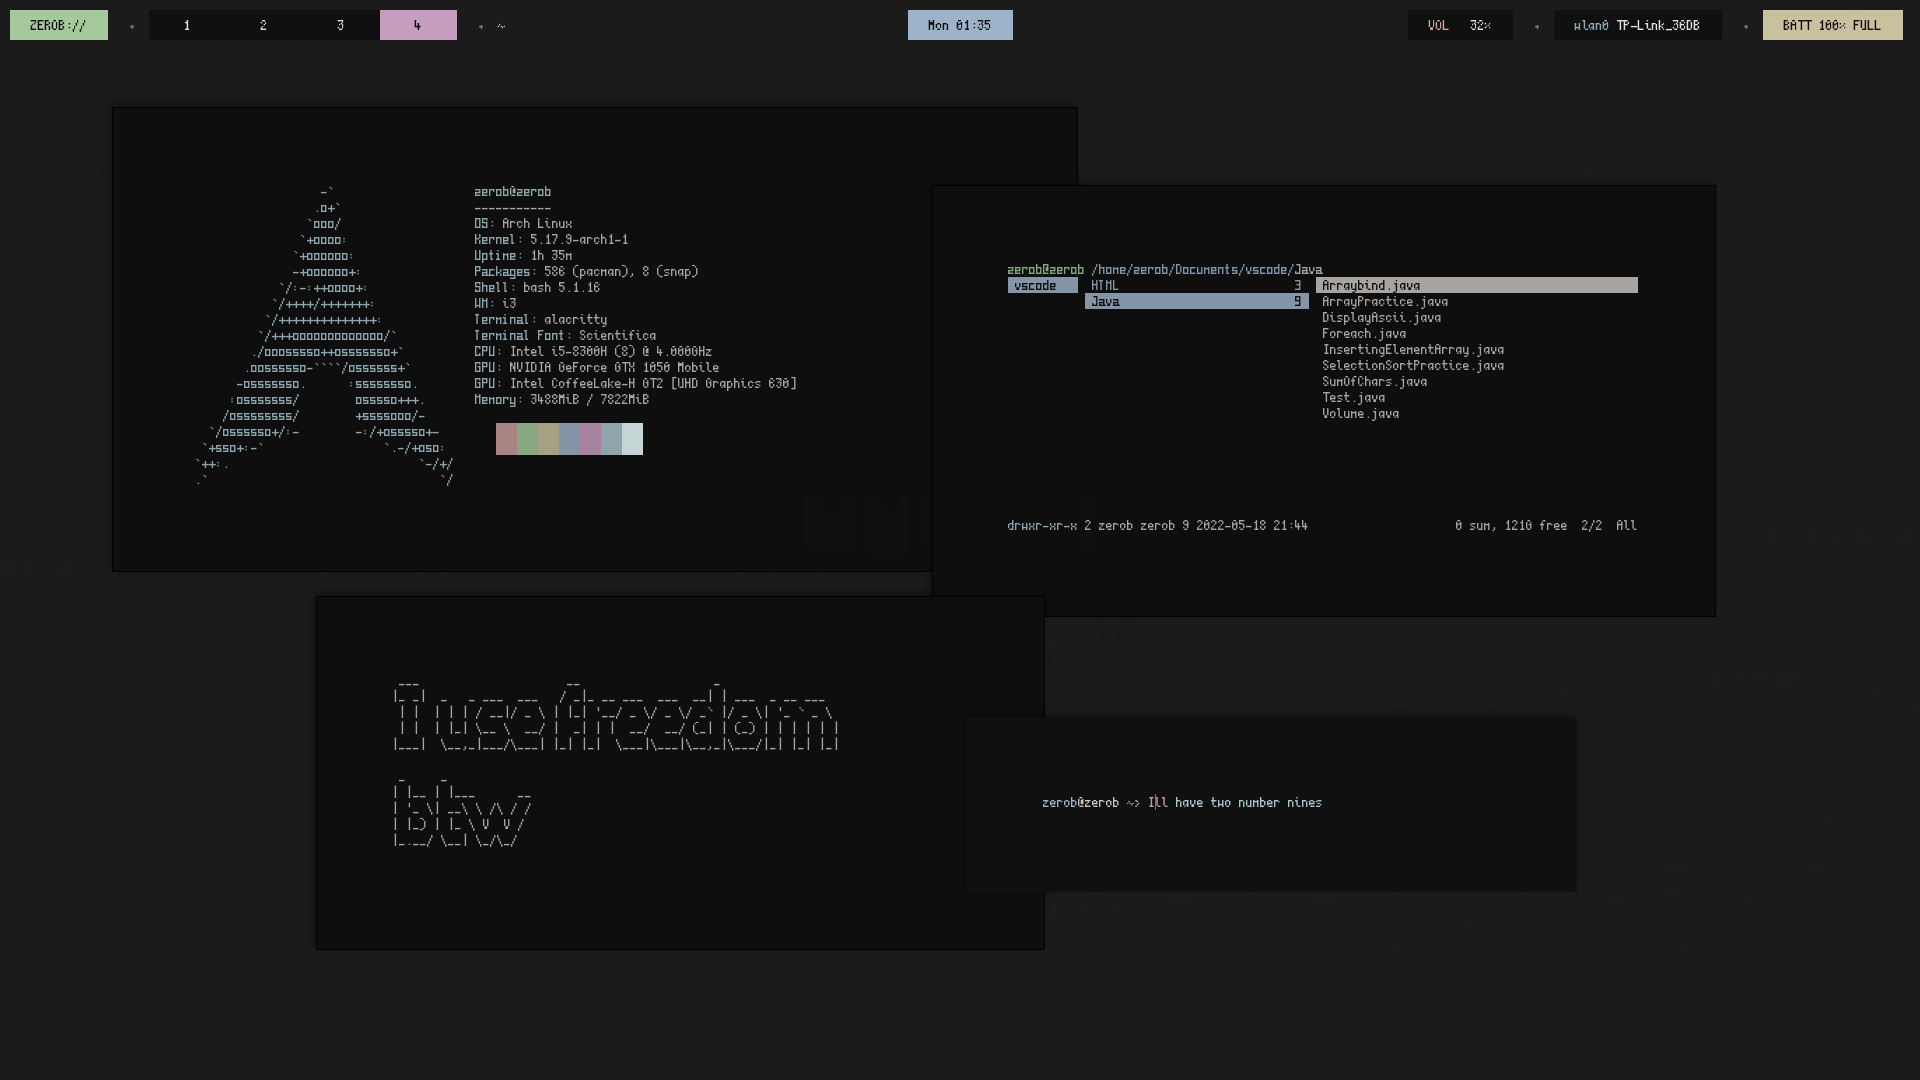 ZEROB://
1 2 3 4
~
Mon 01:35
VOL 32%
wlan0 TP-Link_36DB
BATT 100% FULL
zerob@zerob
-----------
OS: Arch Linux
Kernel: 5.17.9-arch1-1
Uptime: 1h 35m
Packages: 586 (pacman), 8 (snap)
Shell: bash 5.1.16
WM: i3
Terminal: alacritty
Terminal Font: Scientifica
CPU: Intel i5-8300H (8) @ 4.000GHz
GPU: NVIDIA GeForce GTX 1050 Mobile
GPU: Intel CoffeeLake-H GT2 [UHD Graphics 630]
Memory: 3488MiB / 7822MiB
zerob@zerob /home/zerob/Documents/vscode/Java
vscode HTML 3 Arraybind.java
Java 9 ArrayPractice.java
DisplayAscii.java
Foreach.java
InsertingElementArray.java
SelectionSortPractice.java
SumOfChars.java
Test.java
Volume.java
drwxr-xr-x 2 zerob zerob 9 2022-05-18 21:44 0 sum, 121G free 2/2 All
I use freedom
btw
zerob@zerob ~> Ill have two number nines